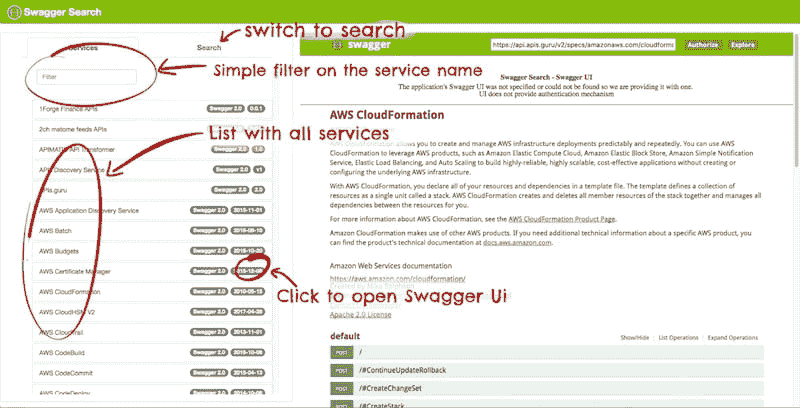 Swagger Search
switch to search
Services
Search
Filter
Simple filter on the service name
1Forge Finance APIs Swagger 2.0 0.0.1
2ch matome feeds APIs
List with all services
APIMATIC API Transformer Swagger 2.0 1.0
API Discovery Service Swagger 2.0 v1
APIs.guru Swagger 2.0 2.0
AWS Application Discovery Service Swagger 2.0 2015-11-01
AWS Batch Swagger 2.0 2016-08-10
AWS Budgets Swagger 2.0 2016-10-20
AWS Certificate Manager Swagger 2.0 2015-12-08
Click to open Swagger Ui
AWS CloudFormation Swagger 2.0 2010-05-15
AWS CloudHSM V2 Swagger 2.0 2017-04-28
AWS CloudTrail Swagger 2.0 2013-11-01
AWS CodeBuild Swagger 2.0 2016-10-06
AWS CodeCommit Swagger 2.0 2015-04-13
AWS CodeDeploy Swagger 2.0
swagger
https://api.apis.guru/v2/specs/amazonaws.com/cloudforms
Authorize
Explore
Swagger Search - Swagger UI
The application's Swagger UI was not specified or could not be found so we are providing it with one.
UI does not provide authentication mechanism
AWS CloudFormation
allows you to create and manage AWS infrastructure deployments predictably and repeatedly. You can use AWS
CloudFormation to leverage AWS products, such as Amazon Elastic Compute Cloud, Amazon Elastic Block Store, Amazon Simple Notification
Service, Elastic Load Balancing, and Auto Scaling to build highly-reliable, highly scalable, cost-effective applications without creating or
configuring the underlying AWS infrastructure.
With AWS CloudFormation, you declare all of your resources and dependencies in a template file. The template defines a collection of
resources as a single unit called a stack. AWS CloudFormation creates and deletes all member resources of the stack together and manages all
dependencies between the resources for you.
For more information about AWS CloudFormation, see the AWS CloudFormation Product Page.
Amazon CloudFormation makes use of other AWS products. If you need additional technical information about a specific AWS product, you
can find the product's technical documentation at docs.aws.amazon.com.
Amazon Web Services documentation
https://aws.amazon.com/cloudformation/
Apache 2.0 License
default
Show/Hide
List Operations
Expand Operations
POST /
POST /#ContinueUpdateRollback
POST /#CreateChangeSet
POST /#CreateStack